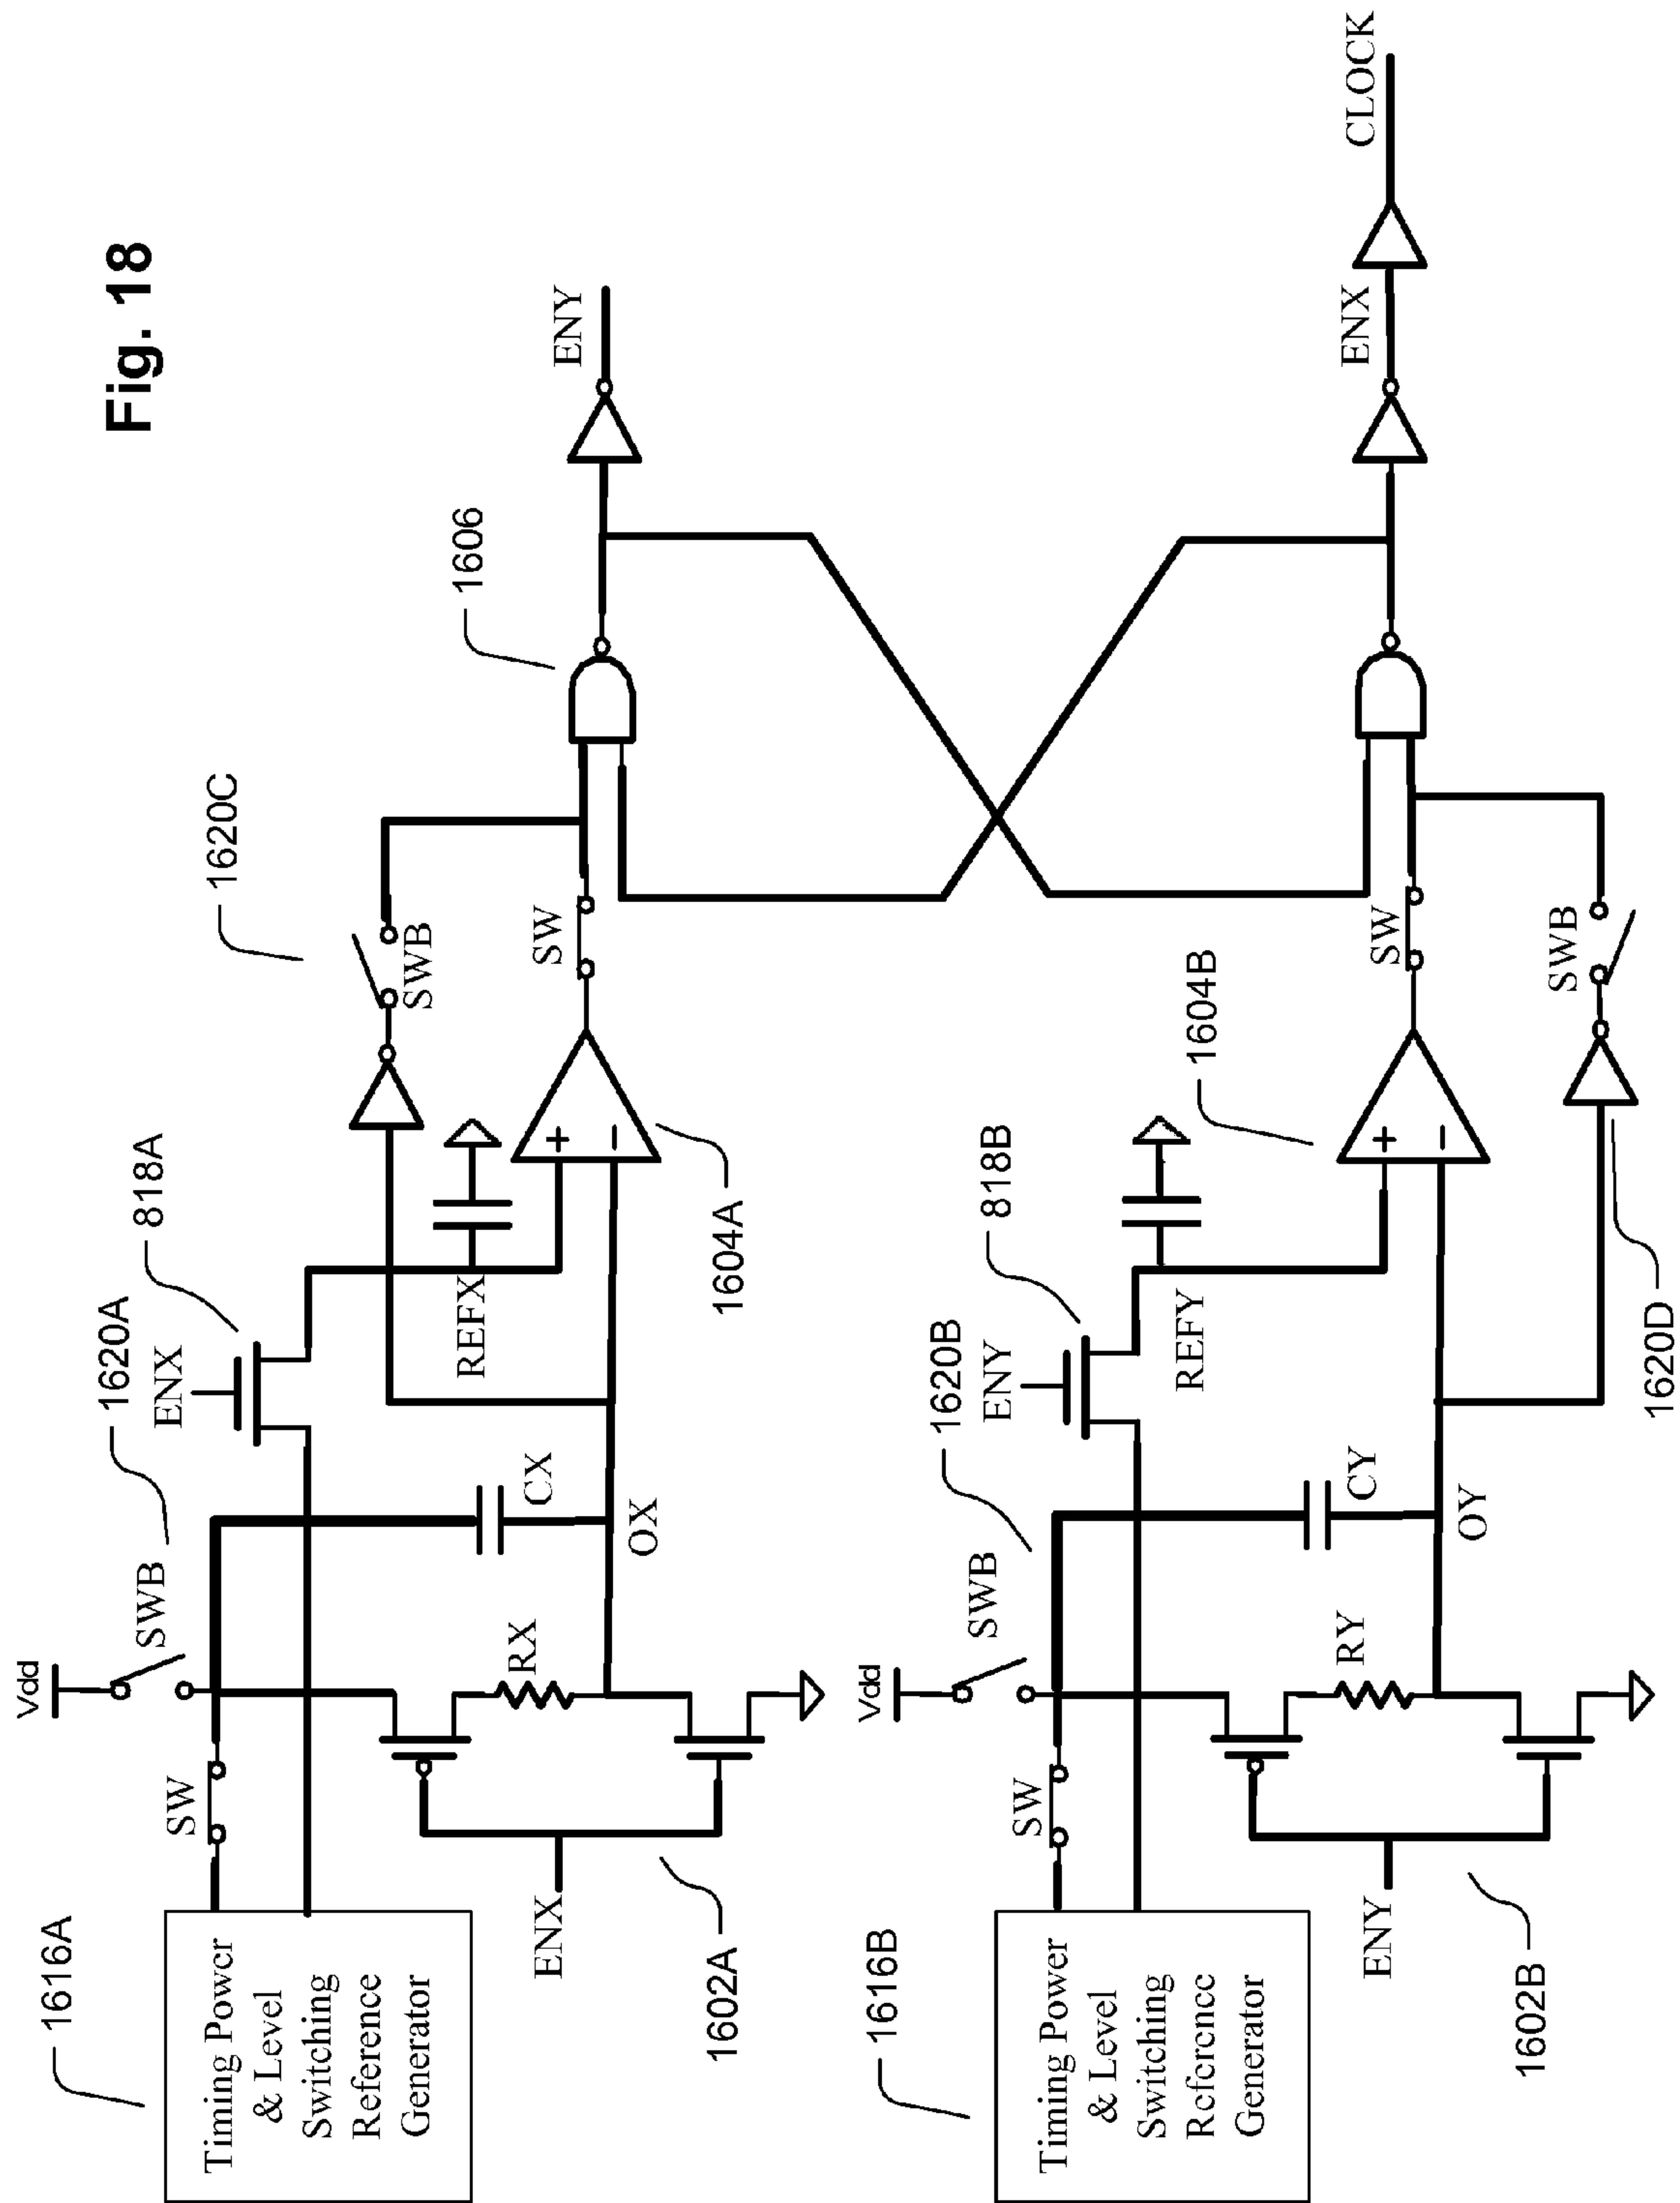 Fig. 18
1616A
Timing Power
& Level
Switching
Reference
Generator
SW
Vdd
SWB
1620A
ENX
818A
1620C
1606
ENY
ENX
1602A
RX
CX
OX
REFX
+
−
1604A
SWB
SW
1616B
Timing Power
& Level
Switching
Reference
Generator
SW
Vdd
SWB
1620B
ENY
818B
1604B
ENY
1602B
RY
CY
OY
REFY
+
−
SW
SWB
1620D
ENX
CLOCK